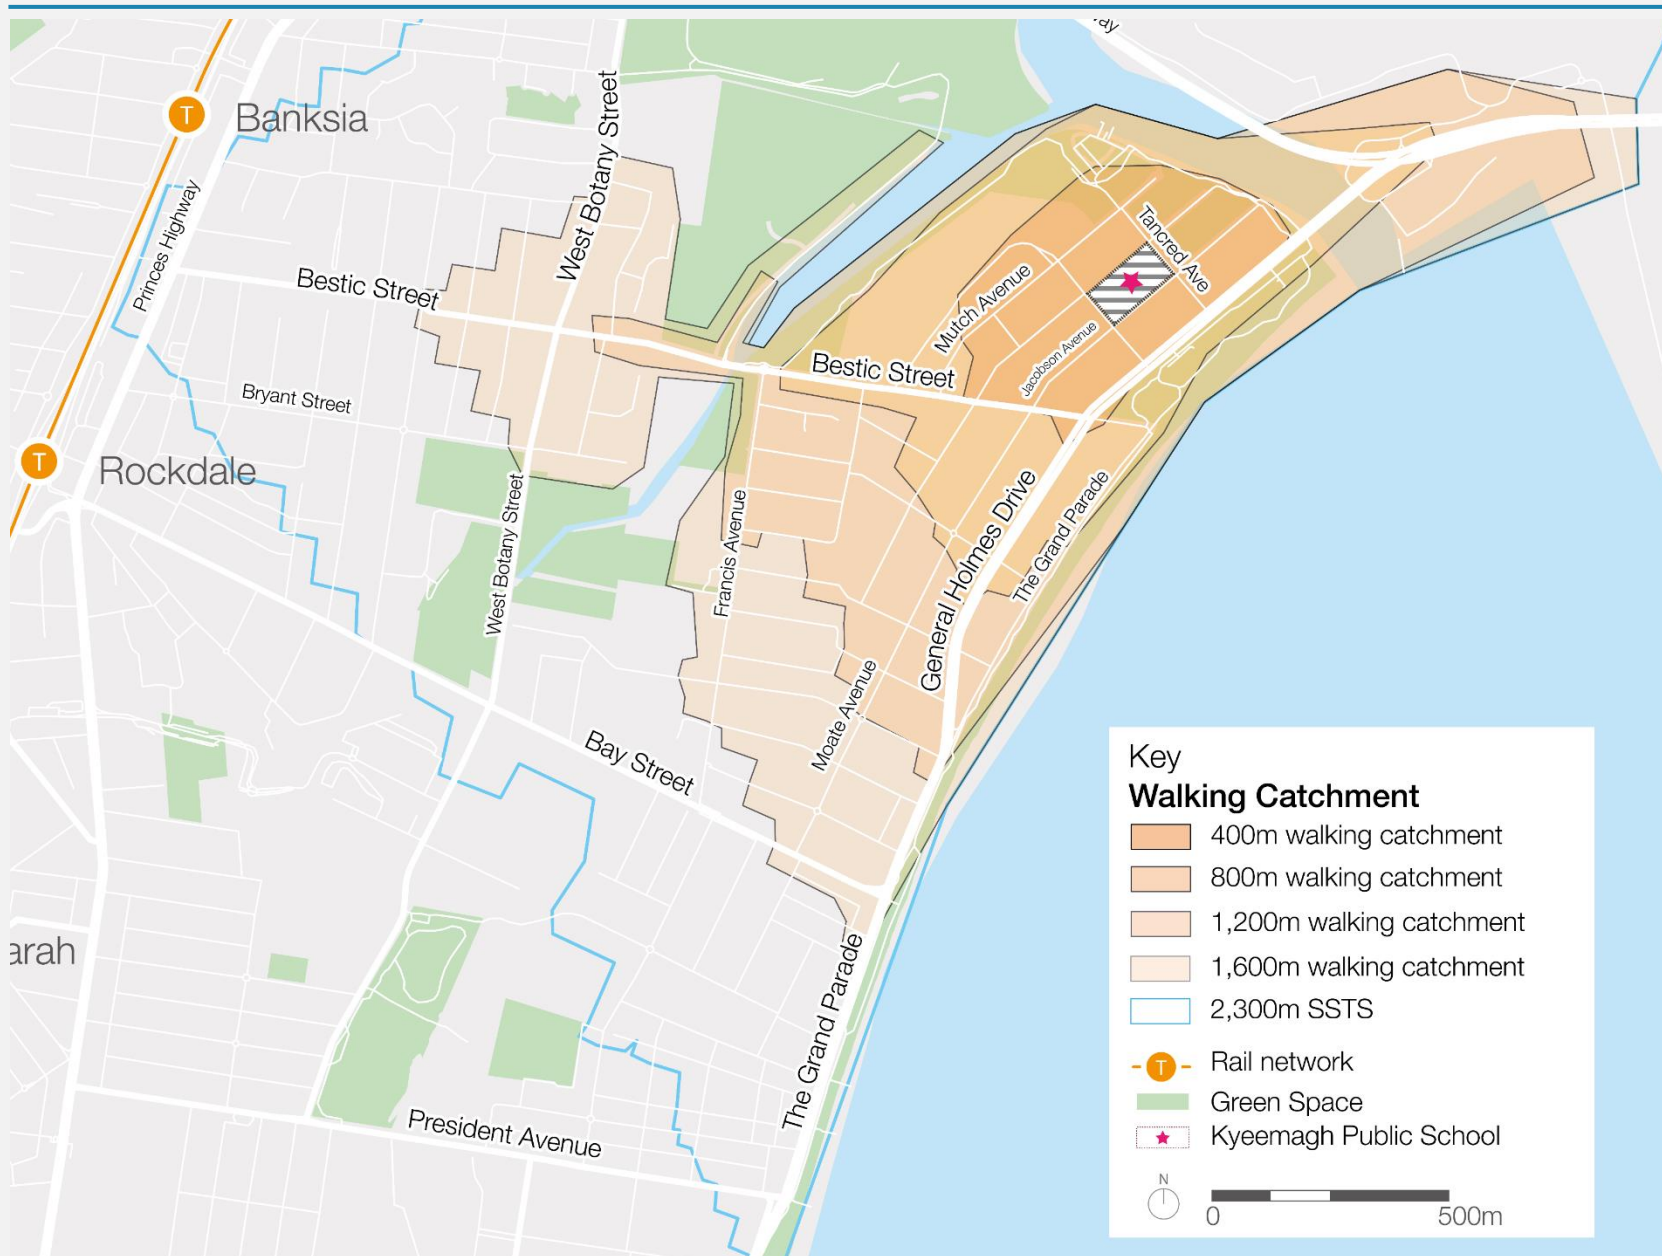 ay
T
Banksia
West Botany Street
Princes Highway
Tancred Ave
Bestic Street
Mutch Avenue
Jacobson Avenue
Bestic Street
Bryant Street
T
Rockdale
West Botany Street
Francis Avenue
General Holmes Drive
The Grand Parade
Moate Avenue
Bay Street
arah
The Grand Parade
President Avenue
Key
Walking Catchment
400m walking catchment
800m walking catchment
1,200m walking catchment
1,600m walking catchment
2,300m SSTS
T
Rail network
Green Space
Kyeemagh Public School
N
0
500m